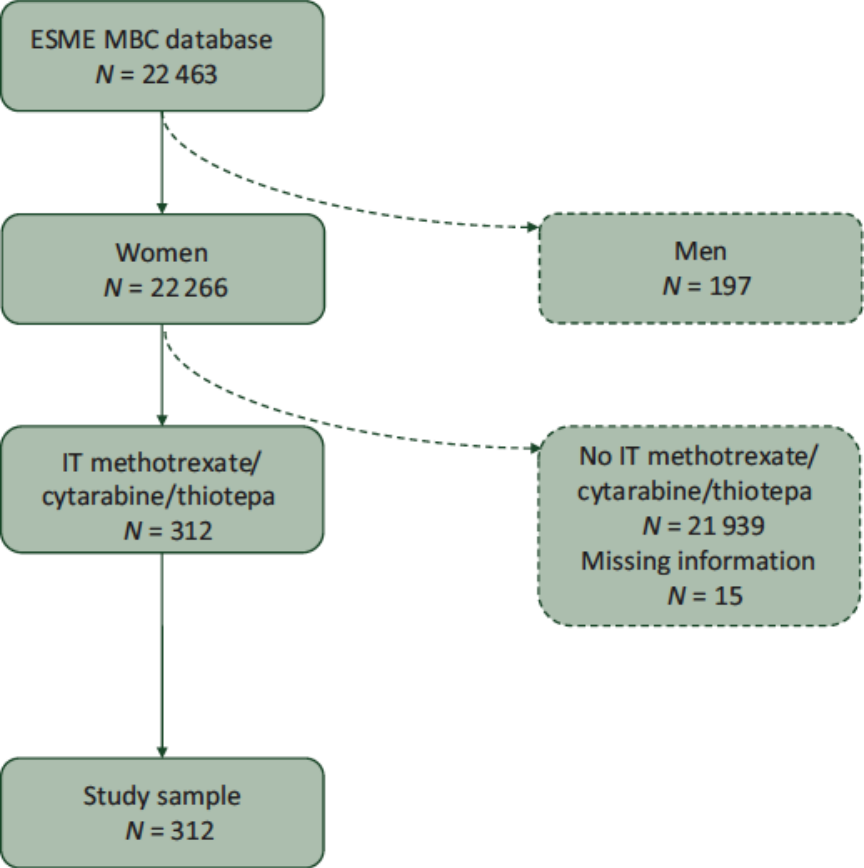 ESME MBC database
N = 22 463
Women
N = 22 266
Men
N = 197
IT methotrexate/
cytarabine/thiotepa
N = 312
No IT methotrexate/
cytarabine/thiotepa
N = 21 939
Missing information
N = 15
Study sample
N = 312